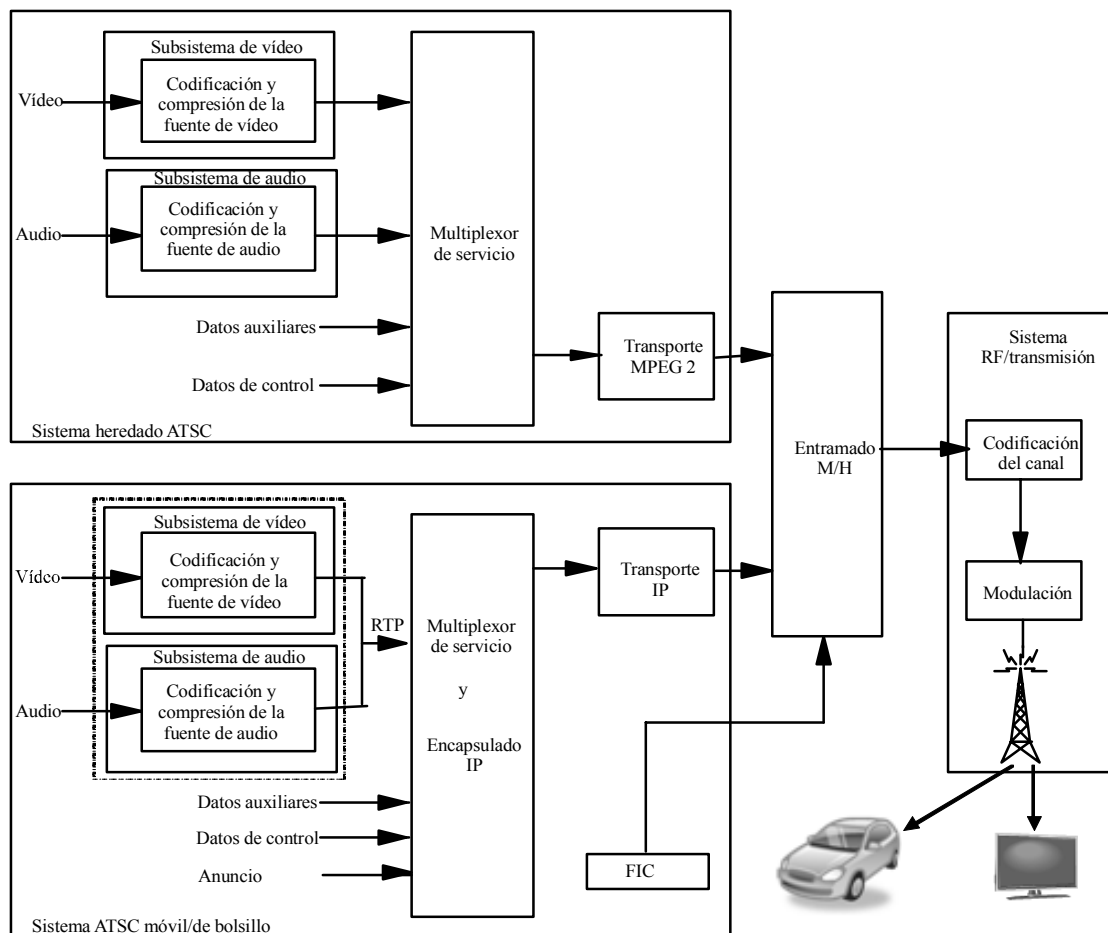 Subsistema de vídeo
Vídeo
Codificación y
compresión de la
fuente de vídeo
Subsistema de audio
Audio
Codificación y
compresión de la
fuente de audio
Datos auxiliares
Datos de control
Multiplexor
de servicio
Transporte
MPEG 2
Sistema heredado ATSC
Subsistema de vídeo
Vídeo
Codificación y
compresión de la
fuente de vídeo
Subsistema de audio
Audio
Codificación y
compresión de la
fuente de audio
RTP
Datos auxiliares
Datos de control
Anuncio
Multiplexor
de servicio
y
Encapsulado
IP
Transporte
IP
FIC
Sistema ATSC móvil/de bolsillo
Entramado
M/H
Sistema
RF/transmisión
Codificación
del canal
Modulación